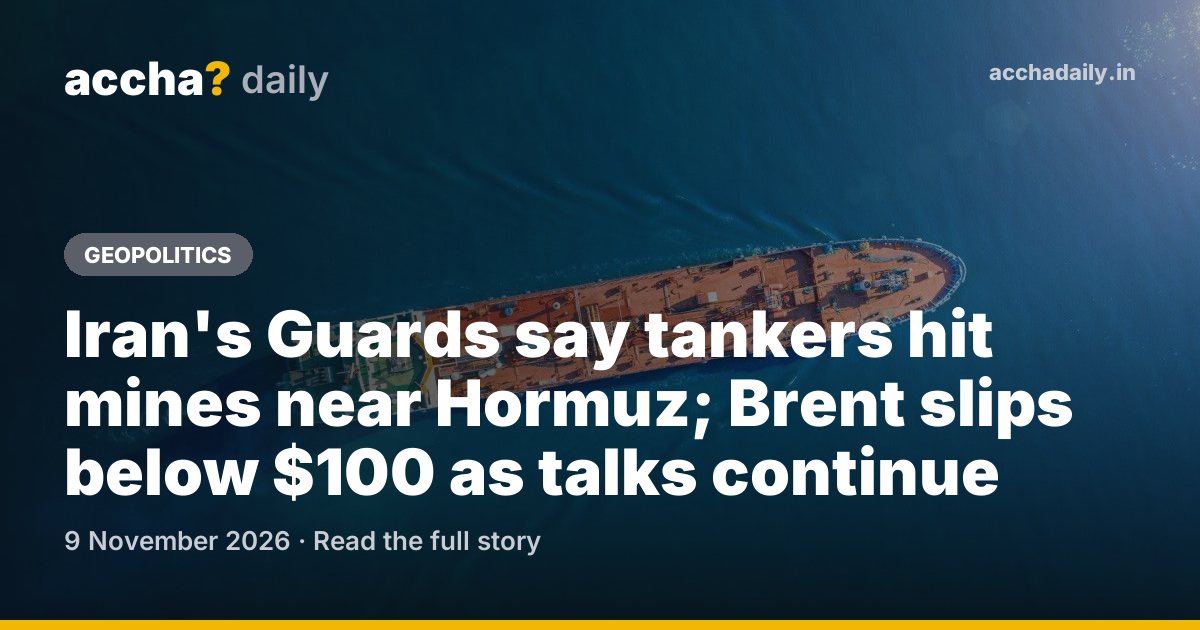 accha? daily
acchadaily.in
GEOPOLITICS
Iran's Guards say tankers hit
mines near Hormuz; Brent slips
below $100 as talks continue
9 November 2026 · Read the full story